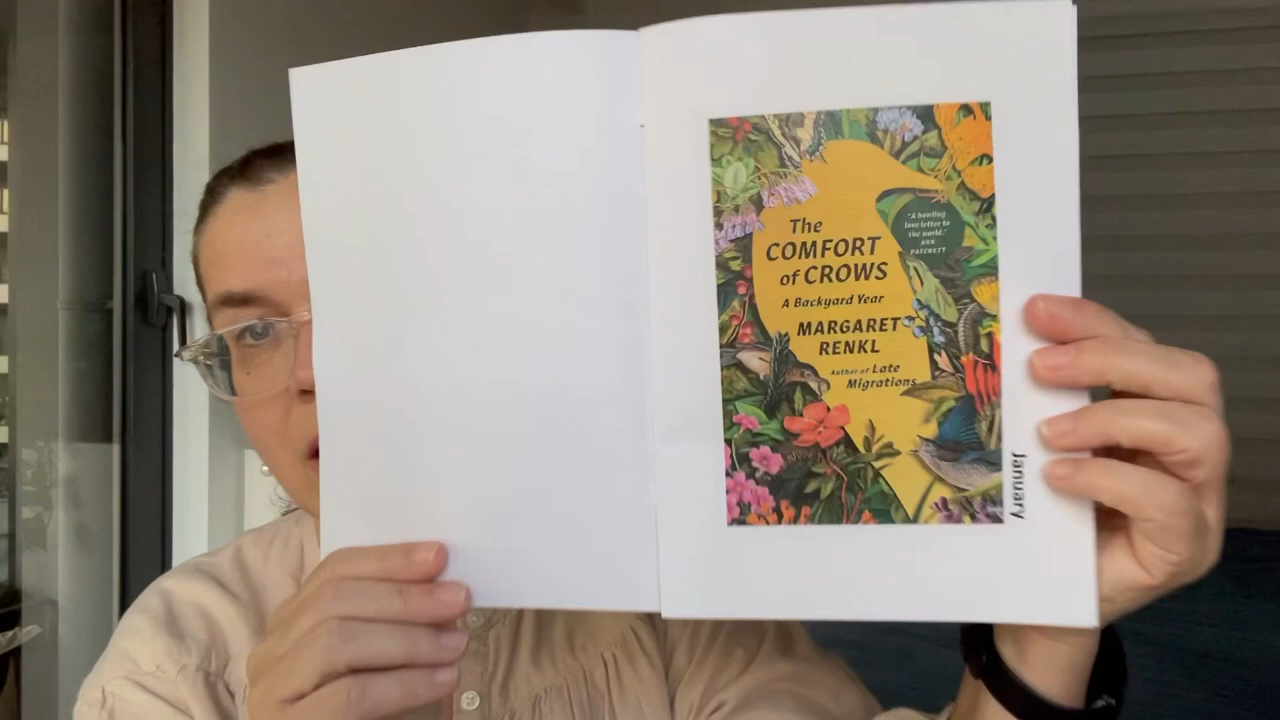 The
COMFORT
of CROWS
A Backyard Year
MARGARET
RENKL
Author of Late
Migrations
"A howling
love letter to
the world."
ANN
PATCHETT
January